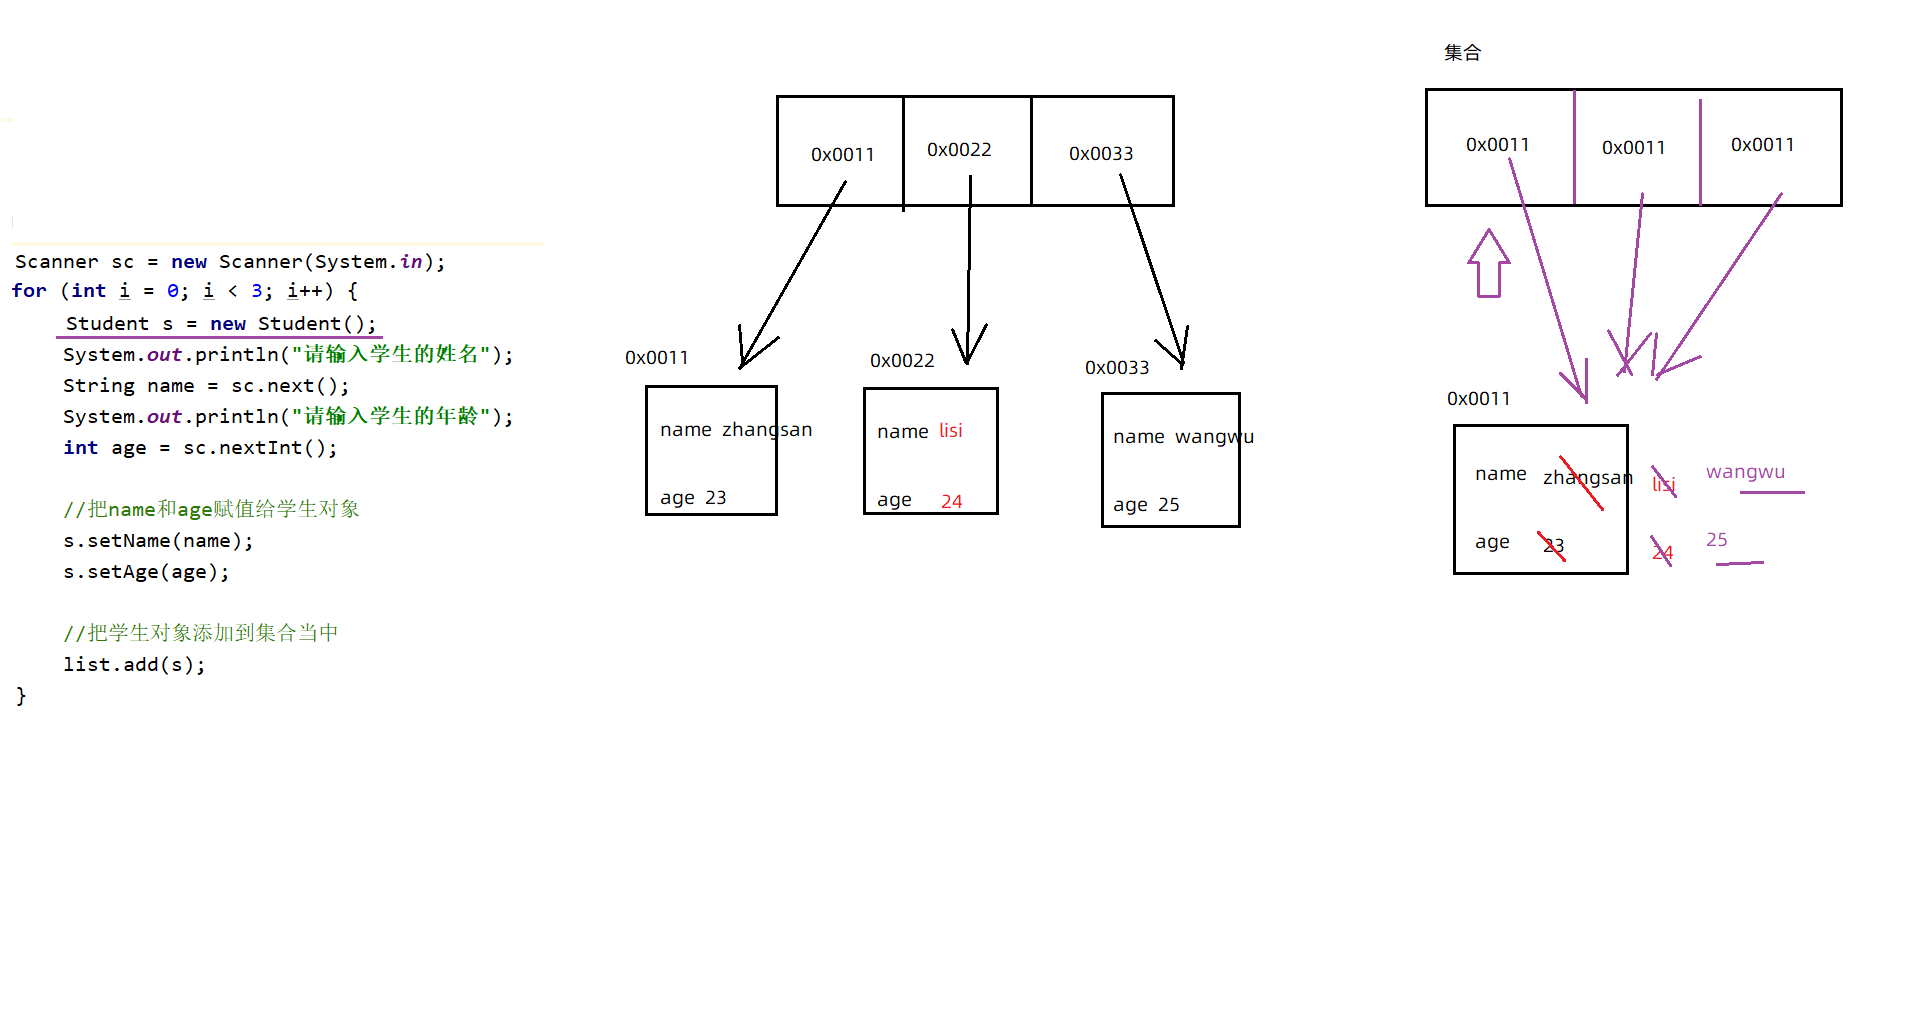 Scanner sc = new Scanner(System.in);
for (int i = 0; i < 3; i++) {
Student s = new Student();
System.out.println("请输入学生的姓名");
String name = sc.next();
System.out.println("请输入学生的年龄");
int age = sc.nextInt();
//把name和age赋值给学生对象
s.setName(name);
s.setAge(age);
//把学生对象添加到集合当中
list.add(s);
}
0x0011 0x0022 0x0033
0x0011
name zhangsan
age 23
0x0022
name lisi
age 24
0x0033
name wangwu
age 25
集合
0x0011 0x0011 0x0011
0x0011
name zhangsan lisi wangwu
age 23 24 25